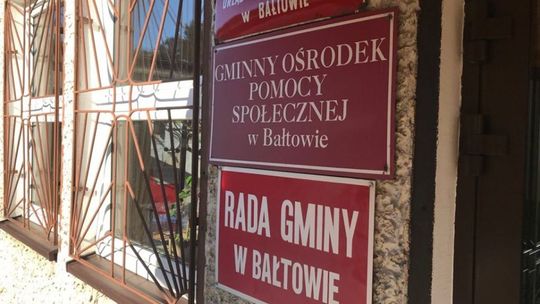 W BAŁTOWIE
GMINNY OŚRODEK
POMOCY
SPOŁECZNEJ
w Bałtowie
RADA GMINY
W BAŁTOWIE